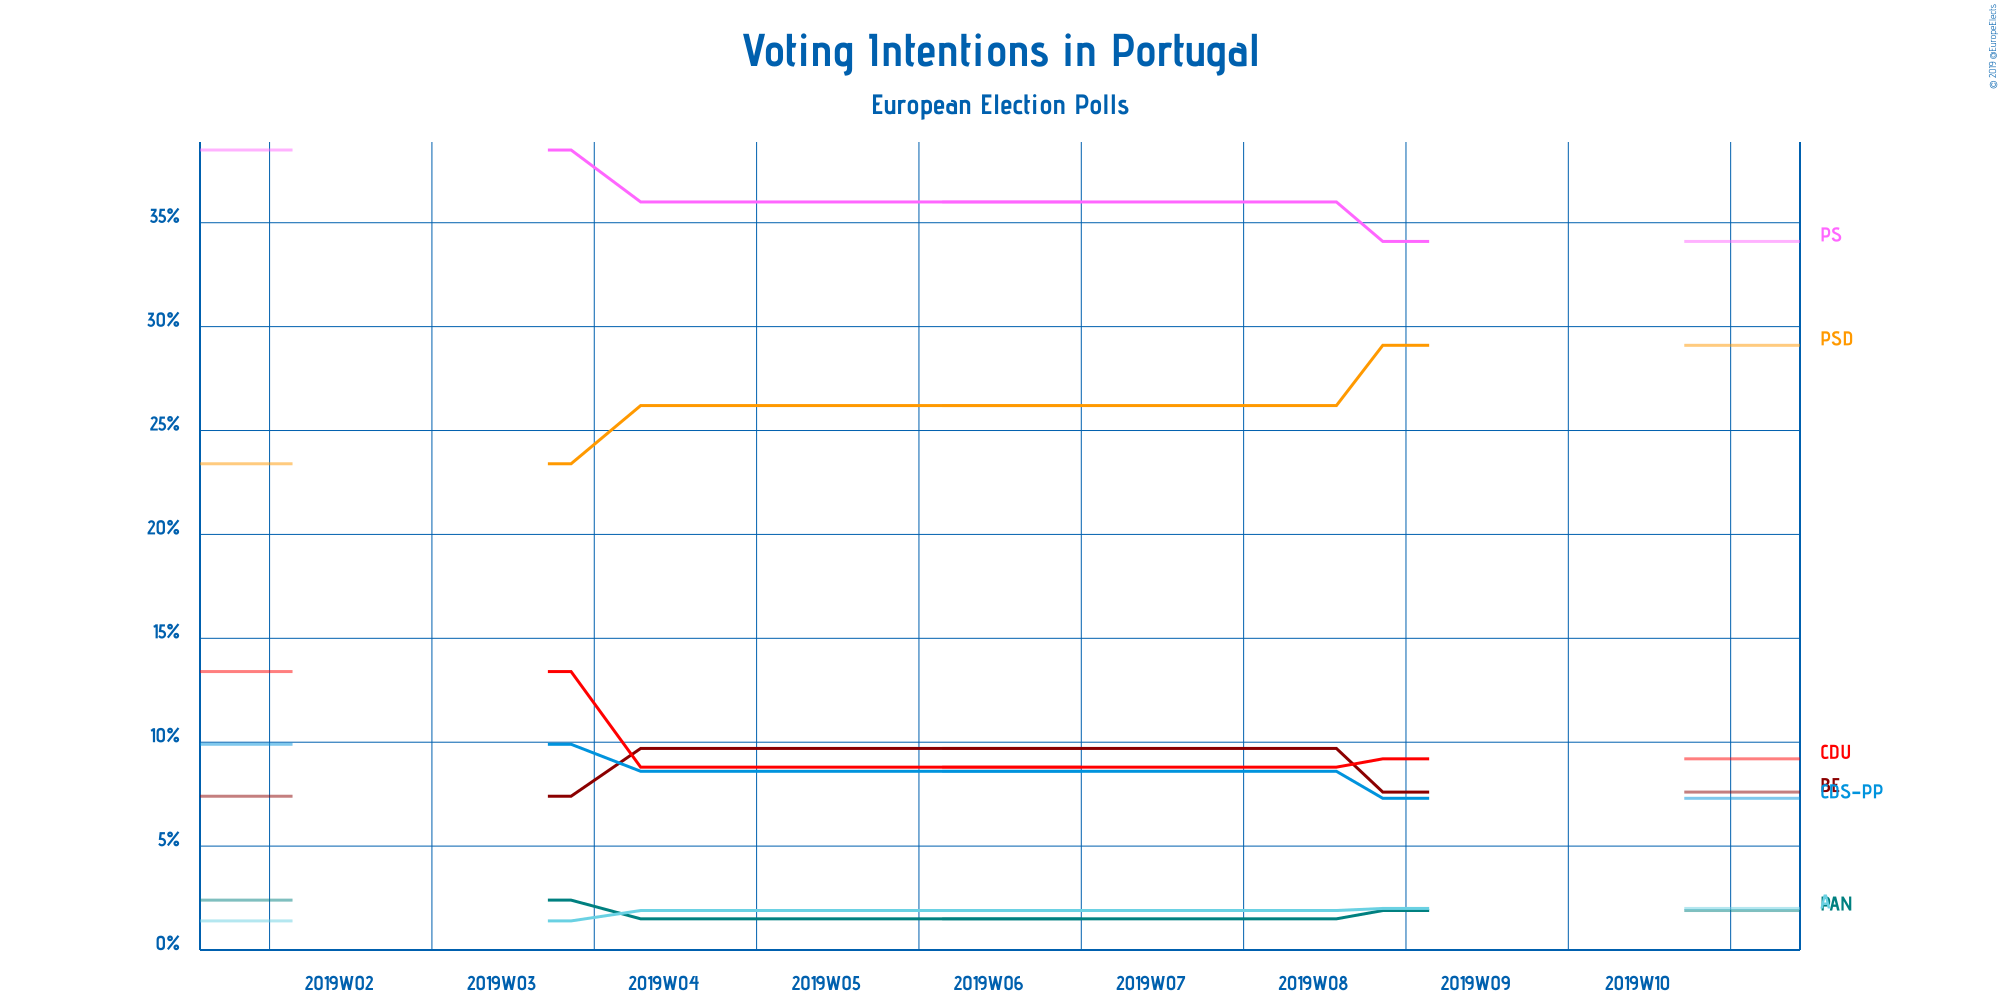 Voting Intentions in Portugal
European Election Polls
© 2019 @EuropeElects
35%
30%
25%
20%
15%
10%
5%
0%
PS
PSD
CDU
BE
CDS-PP
PAN
2019W02 2019W03 2019W04 2019W05 2019W06 2019W07 2019W08 2019W09 2019W10